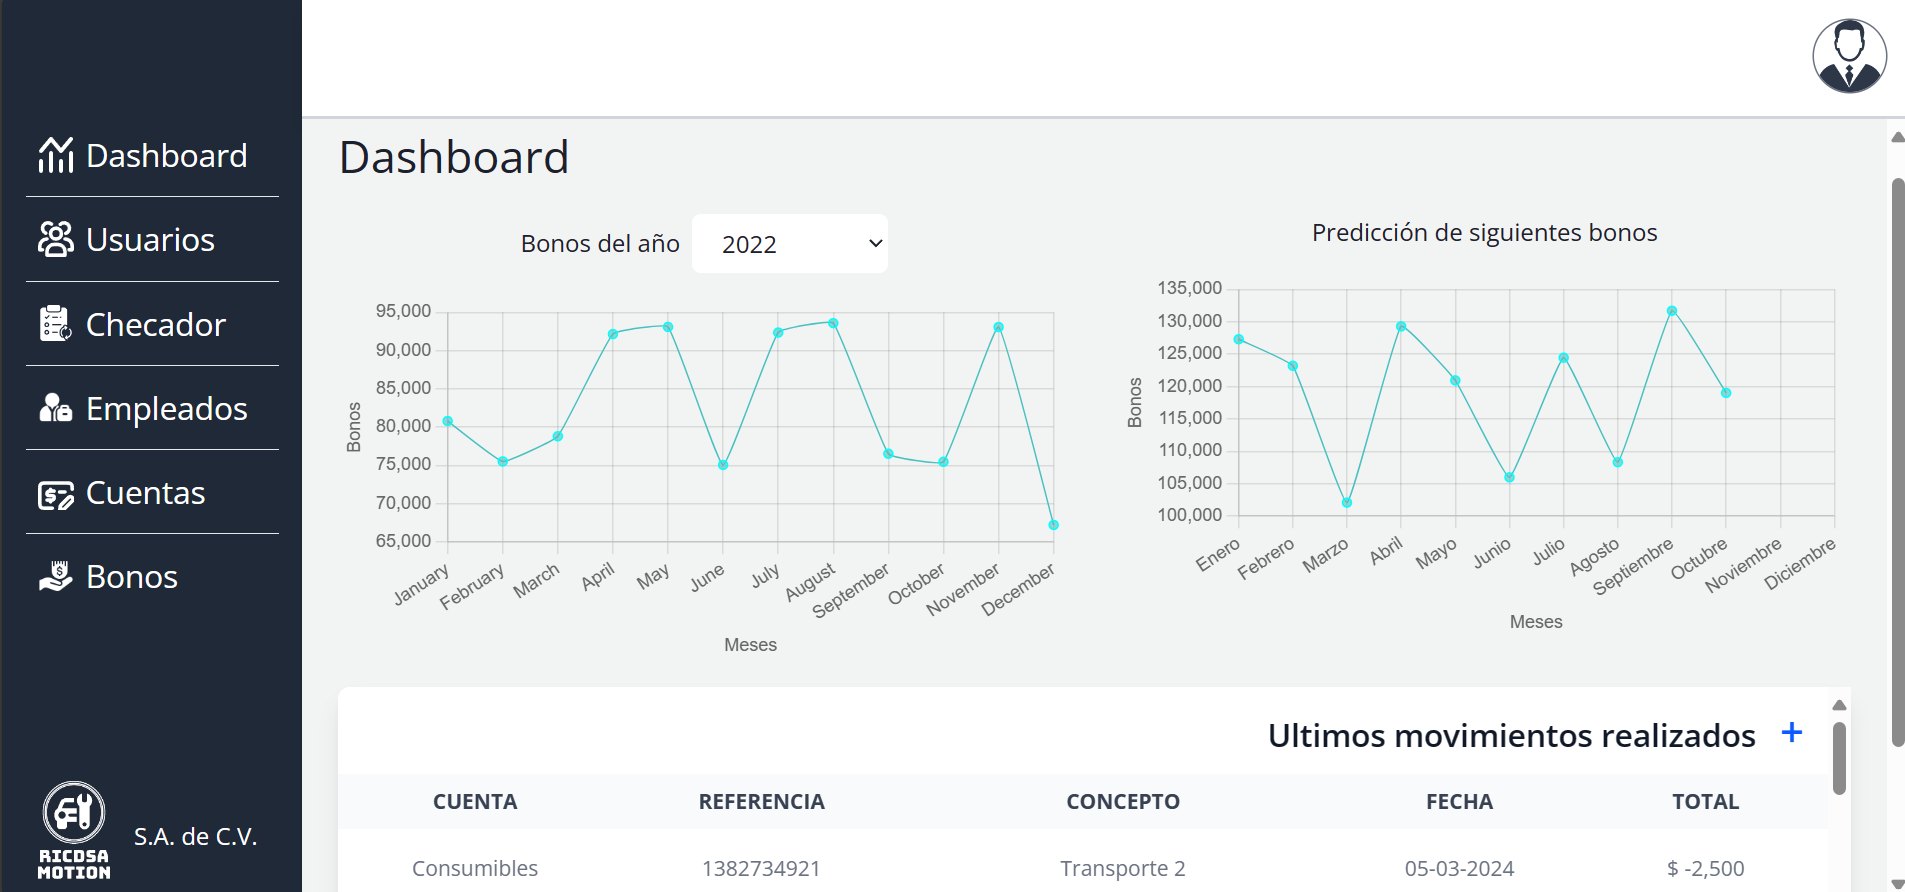 Dashboard
Usuarios
Checador
Empleados
Cuentas
Bonos
RICDSA
MOTION
S.A. de C.V.
Dashboard
Bonos del año 2022
95,000
90,000
85,000
80,000
75,000
70,000
65,000
Bonos
January February March April May June July August September October November December
Meses
Predicción de siguientes bonos
135,000
130,000
125,000
120,000
115,000
110,000
105,000
100,000
Bonos
Enero Febrero Marzo Abril Mayo Junio Julio Agosto Septiembre Octubre Noviembre Diciembre
Meses
Ultimos movimientos realizados +
CUENTA REFERENCIA CONCEPTO FECHA TOTAL
Consumibles 1382734921 Transporte 2 05-03-2024 $ -2,500